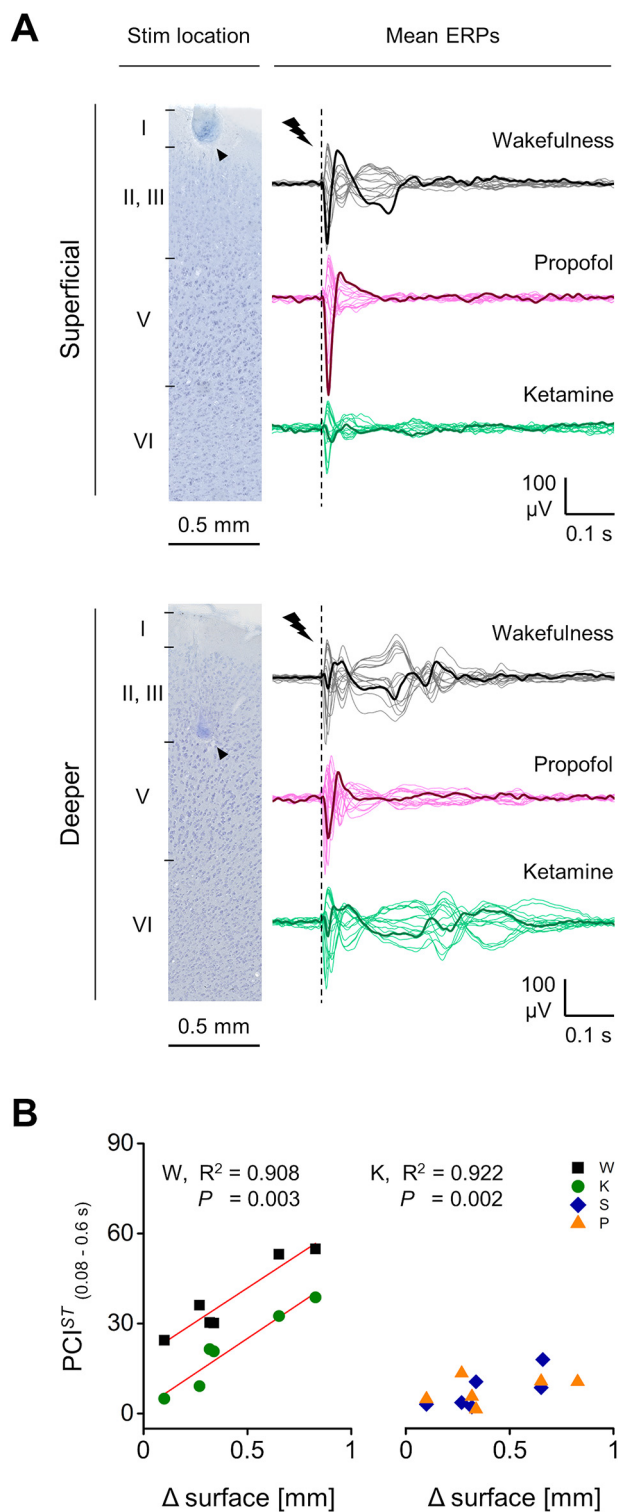 A
Stim location Mean ERPs
Superficial
I
II, III
V
VI
0.5 mm
Wakefulness
Propofol
Ketamine
100
µV
0.1 s
Deeper
I
II, III
V
VI
0.5 mm
Wakefulness
Propofol
Ketamine
100
µV
0.1 s
B
PCI^ST (0.08 - 0.6 s)
90
60
30
0
W, R² = 0.908
P = 0.003
K, R² = 0.922
P = 0.002
W
K
S
P
0 0.5 1
0 0.5 1
Δ surface [mm] Δ surface [mm]